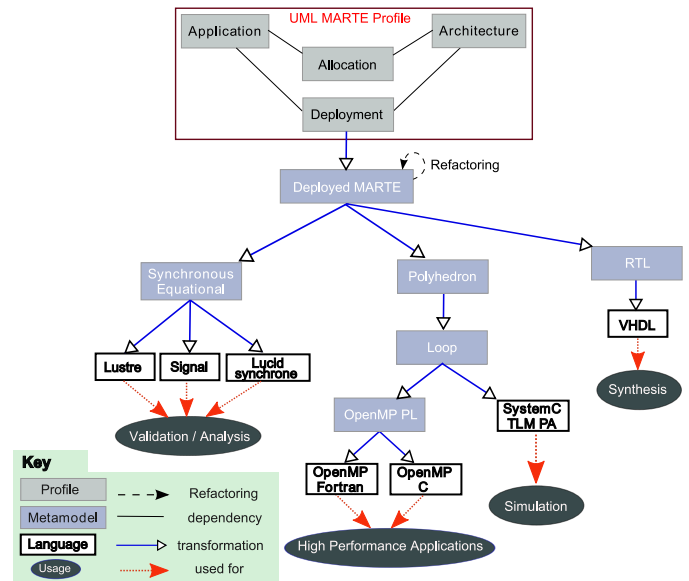 UML MARTE Profile
Application
Architecture
Allocation
Deployment
Refactoring
Deployed MARTE
Synchronous
Equational
Polyhedron
RTL
VHDL
Lustre
Signal
Lucid
synchrone
Loop
Synthesis
OpenMP PL
SystemC
TLM PA
Validation / Analysis
OpenMP
Fortran
OpenMP
C
Simulation
High Performance Applications
Key
Profile
Refactoring
Metamodel
dependency
Language
transformation
Usage
used for